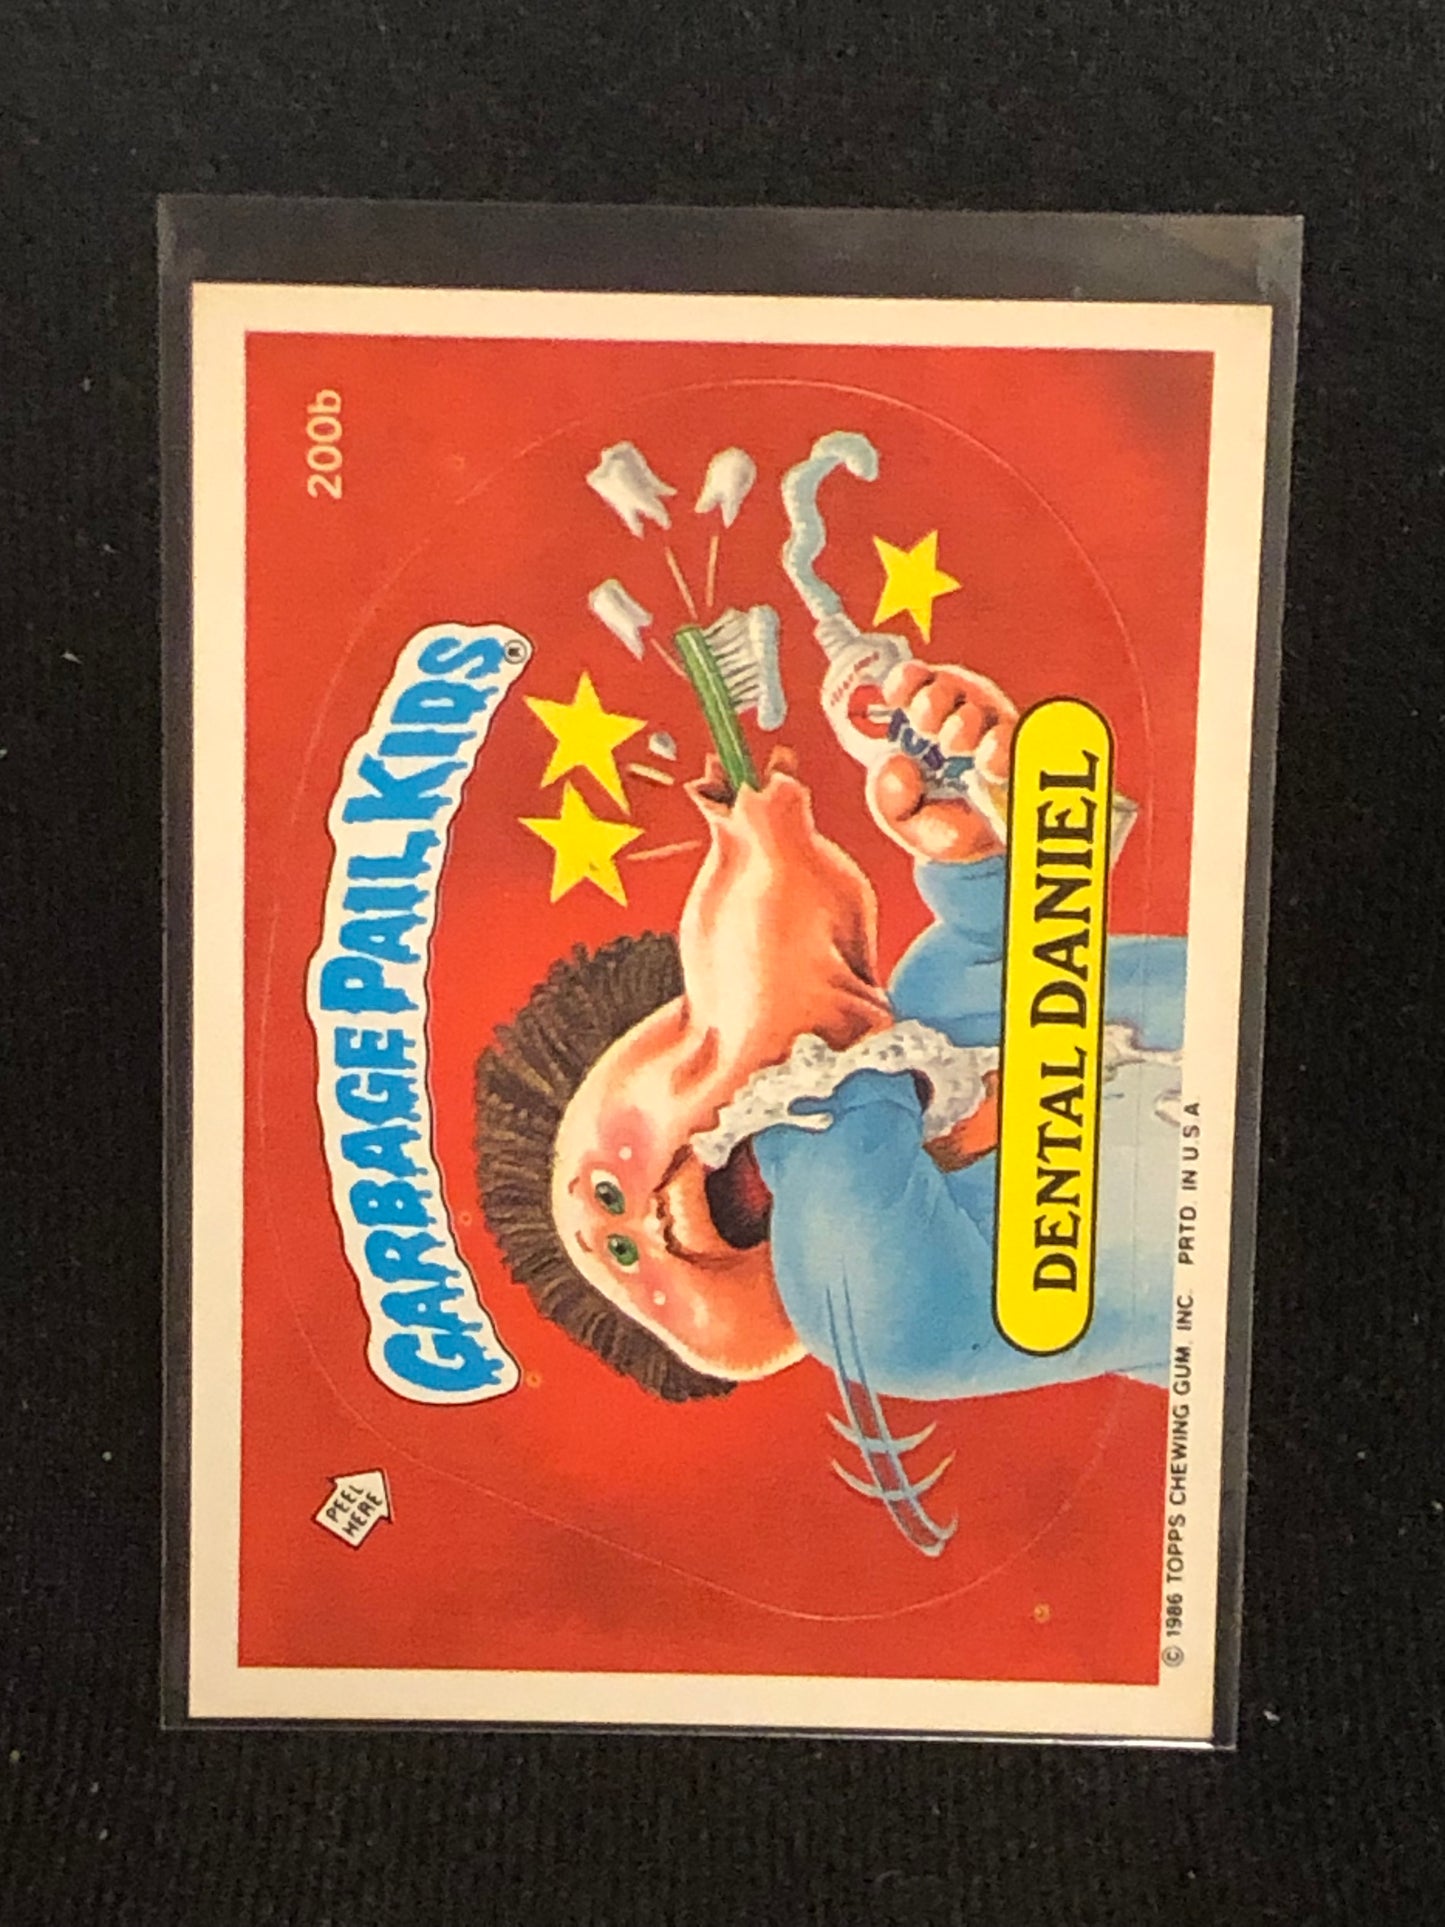 200b
GARBAGE PAIL KIDS®
PEEL
HERE
DENTAL DANIEL
© 1986 TOPPS CHEWING GUM, INC. PRTD. IN U.S.A